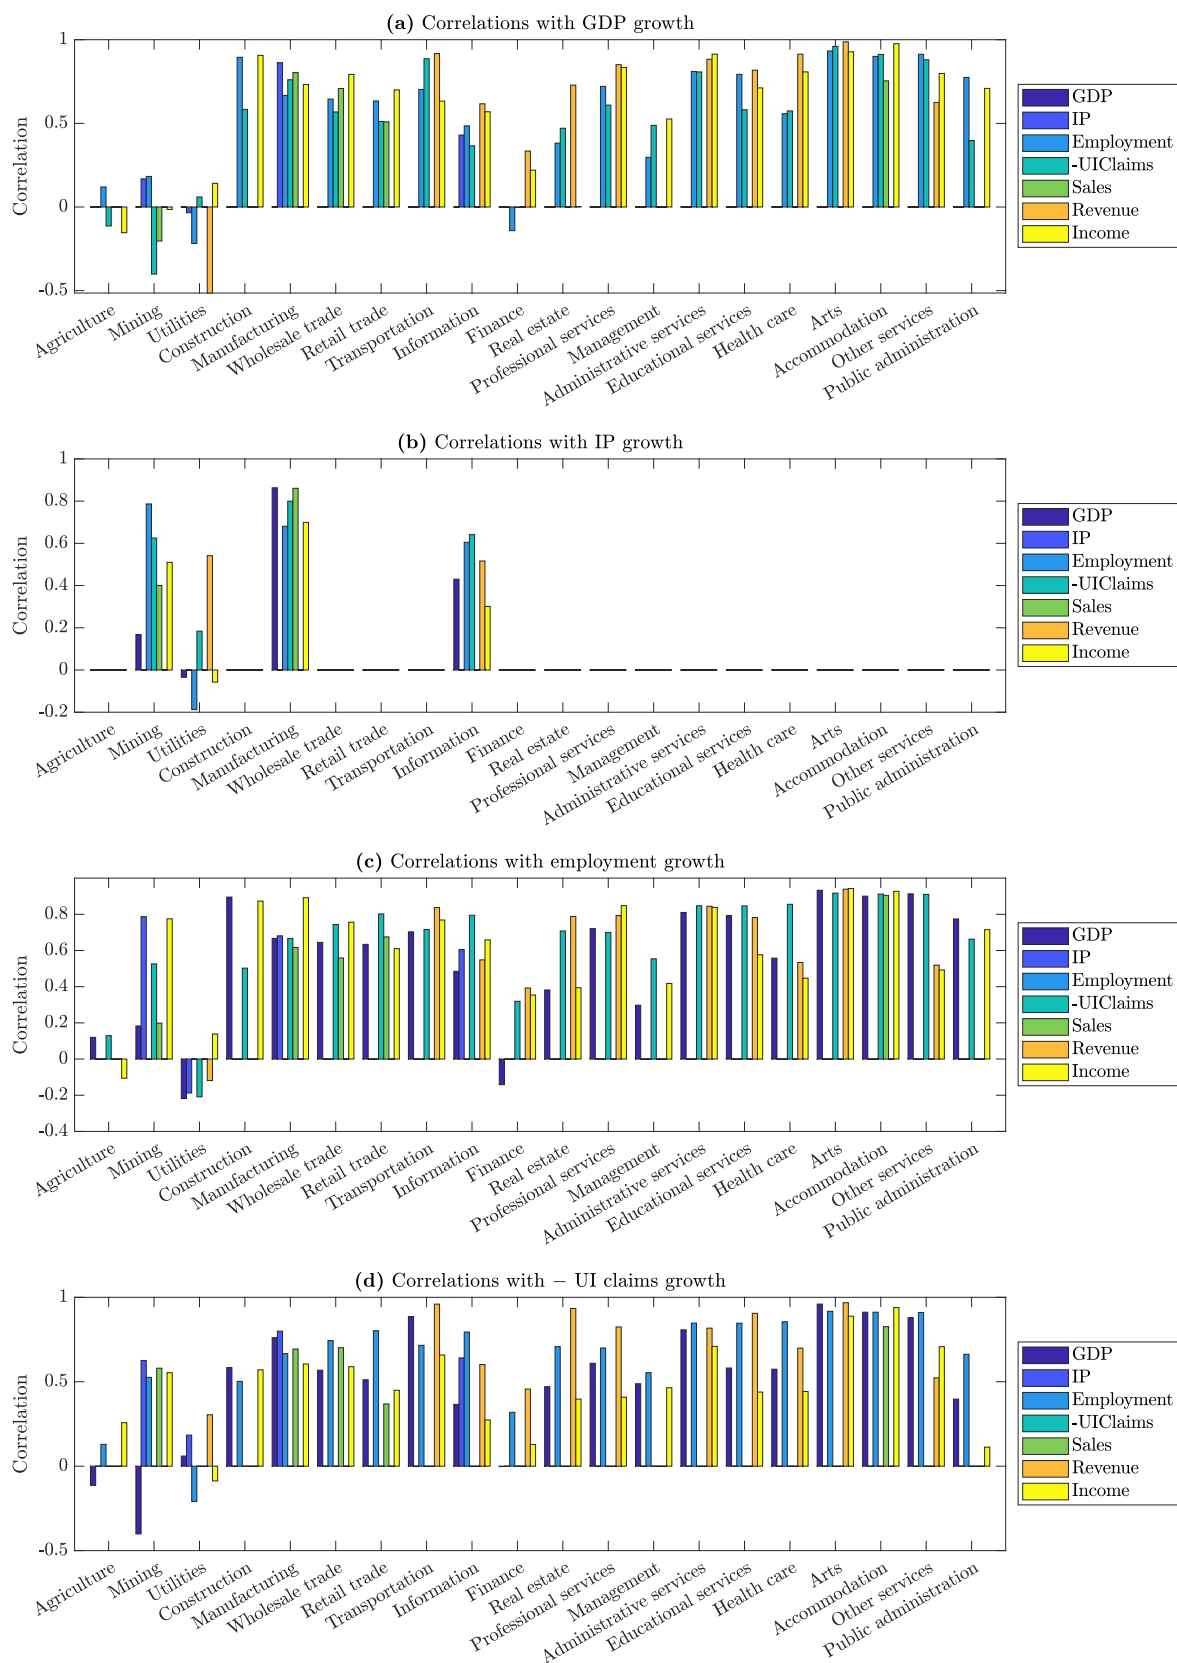 (a) Correlations with GDP growth
1
0.5
0
-0.5
Correlation
Agriculture
Mining
Utilities
Construction
Manufacturing
Wholesale trade
Retail trade
Transportation
Information
Finance
Real estate
Professional services
Management
Administrative services
Educational services
Health care
Arts
Accommodation
Other services
Public administration
GDP
IP
Employment
-UIClaims
Sales
Revenue
Income
(b) Correlations with IP growth
1
0.8
0.6
0.4
0.2
0
-0.2
Correlation
Agriculture
Mining
Utilities
Construction
Manufacturing
Wholesale trade
Retail trade
Transportation
Information
Finance
Real estate
Professional services
Management
Administrative services
Educational services
Health care
Arts
Accommodation
Other services
Public administration
GDP
IP
Employment
-UIClaims
Sales
Revenue
Income
(c) Correlations with employment growth
0.8
0.6
0.4
0.2
0
-0.2
-0.4
Correlation
Agriculture
Mining
Utilities
Construction
Manufacturing
Wholesale trade
Retail trade
Transportation
Information
Finance
Real estate
Professional services
Management
Administrative services
Educational services
Health care
Arts
Accommodation
Other services
Public administration
GDP
IP
Employment
-UIClaims
Sales
Revenue
Income
(d) Correlations with − UI claims growth
1
0.5
0
-0.5
Correlation
Agriculture
Mining
Utilities
Construction
Manufacturing
Wholesale trade
Retail trade
Transportation
Information
Finance
Real estate
Professional services
Management
Administrative services
Educational services
Health care
Arts
Accommodation
Other services
Public administration
GDP
IP
Employment
-UIClaims
Sales
Revenue
Income